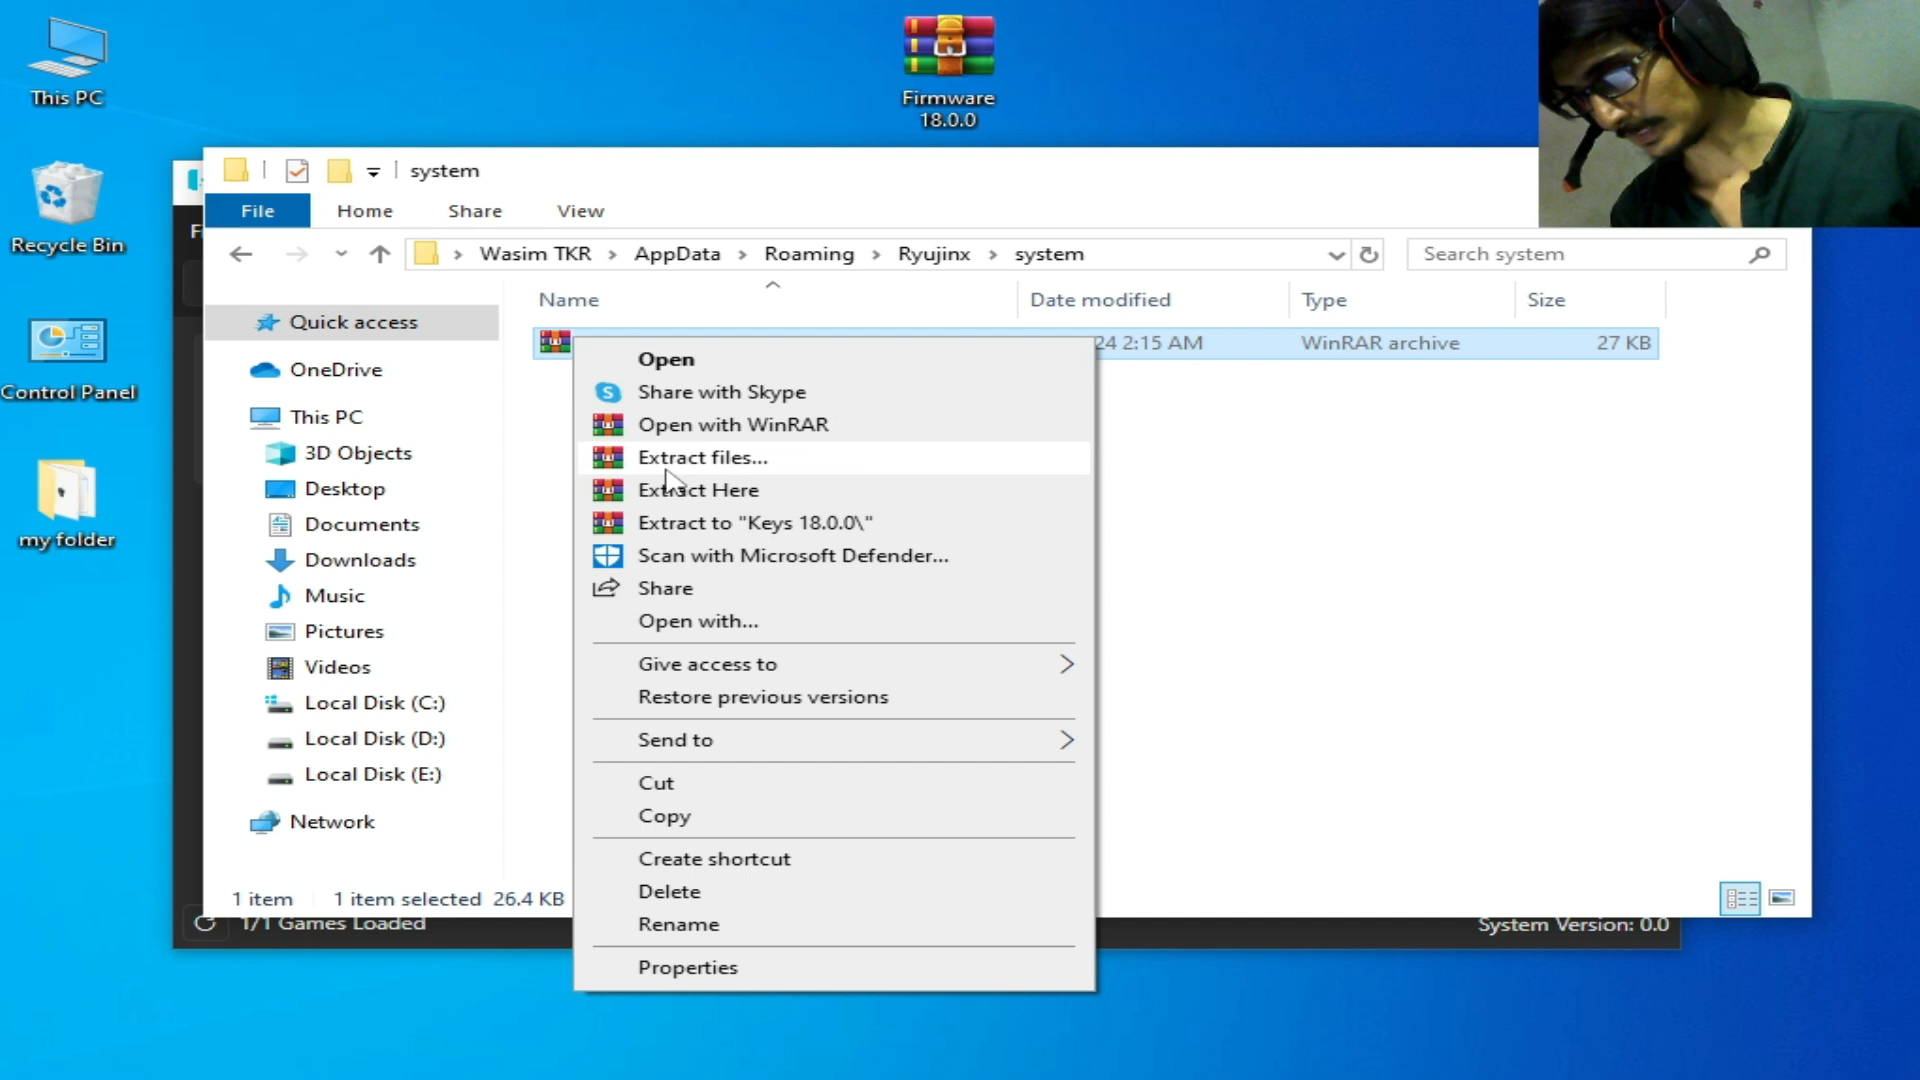 This PC
Recycle Bin
Control Panel
my folder
Firmware
18.0.0
system
File Home Share View
Wasim TKR AppData Roaming Ryujinx system
Search system
Name Date modified Type Size
24 2:15 AM WinRAR archive 27 KB
Quick access
OneDrive
This PC
3D Objects
Desktop
Documents
Downloads
Music
Pictures
Videos
Local Disk (C:)
Local Disk (D:)
Local Disk (E:)
Network
Open
Share with Skype
Open with WinRAR
Extract files...
Extract Here
Extract to "Keys 18.0.0\"
Scan with Microsoft Defender...
Share
Open with...
Give access to
Restore previous versions
Send to
Cut
Copy
Create shortcut
Delete
Rename
Properties
1 item 1 item selected 26.4 KB
1/1 Games Loaded
System Version: 0.0